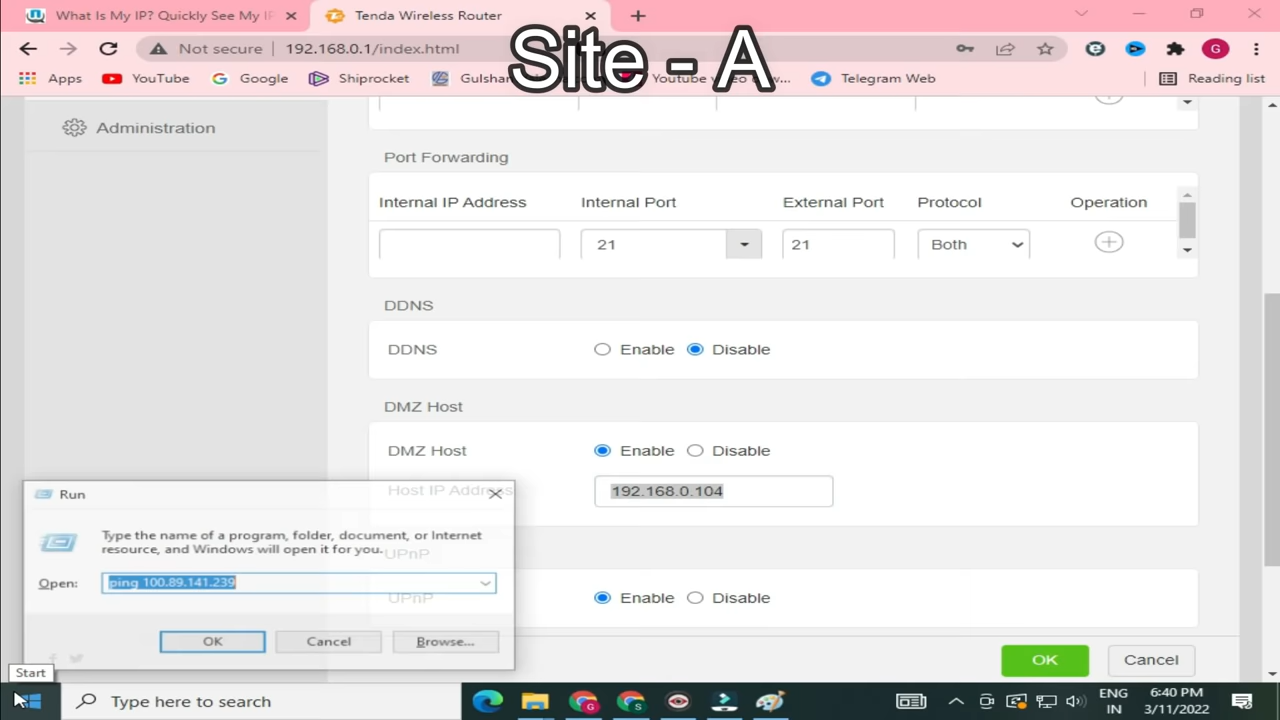 What Is My IP? Quickly See My IP
Tenda Wireless Router
Site - A
Not secure
192.168.0.1/index.html
G
Apps
YouTube
Google
Shiprocket
Gulshan
Telegram Web
Reading list
Administration
Port Forwarding
Internal IP Address
Internal Port
External Port
Protocol
Operation
21
21
Both
DDNS
DDNS
Enable
Disable
DMZ Host
DMZ Host
Enable
Disable
Host IP Address
192.168.0.104
UPnP
UPnP
Enable
Disable
OK
Cancel
Run
Type the name of a program, folder, document, or Internet
resource, and Windows will open it for you.
Open:
ping 100.89.141.239
OK
Cancel
Browse...
Start
Type here to search
ENG
IN
6:40 PM
3/11/2022